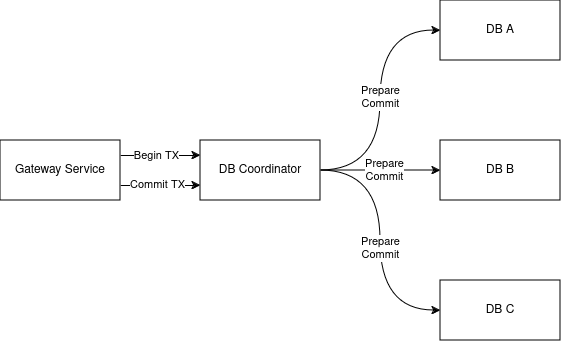 DB A
Prepare
Commit
Gateway Service
Begin TX
Commit TX
DB Coordinator
Prepare
Commit
DB B
Prepare
Commit
DB C